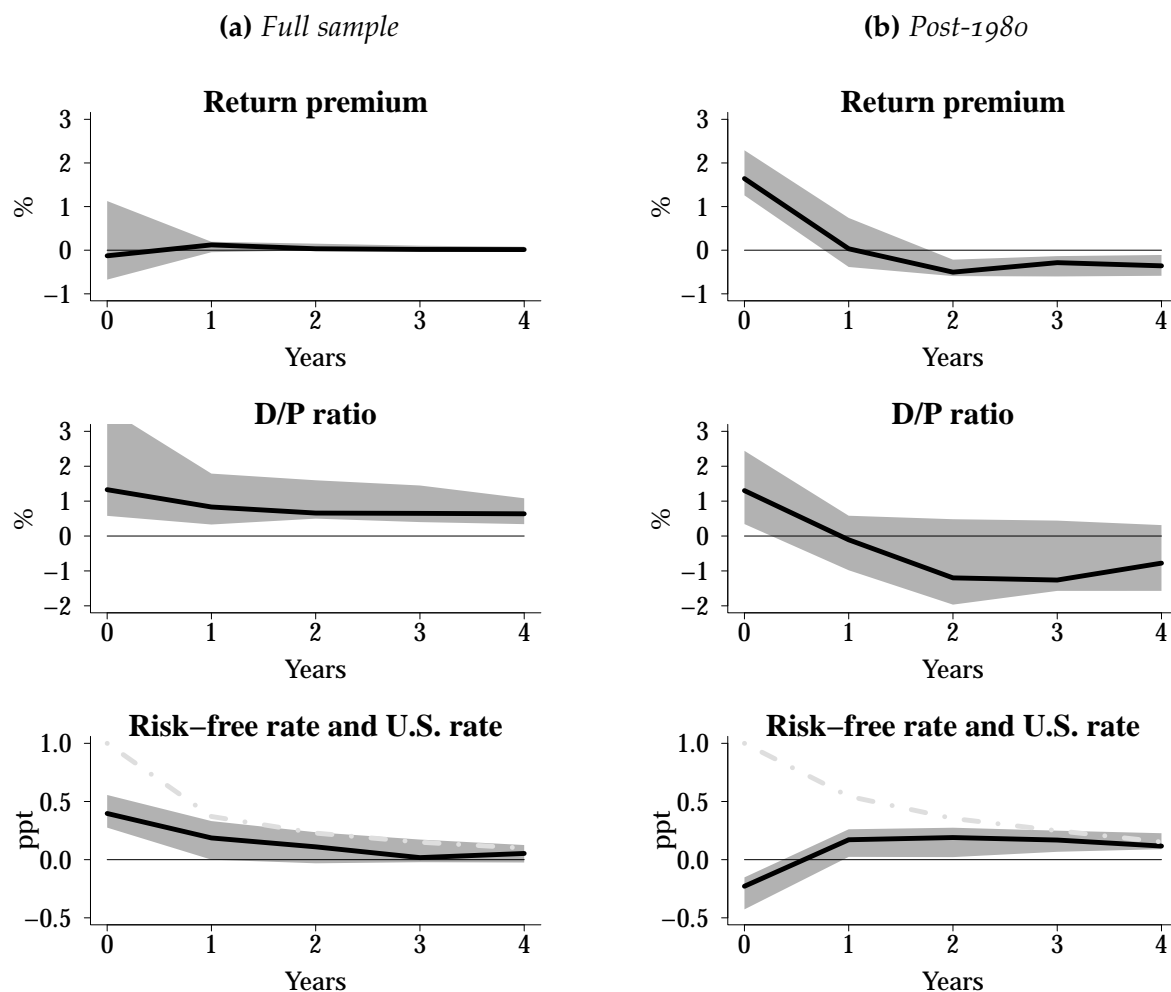 (a) Full sample
Return premium
3
2
1
0
−1
%
0 1 2 3 4
Years
D/P ratio
3
2
1
0
−1
−2
%
0 1 2 3 4
Years
Risk−free rate and U.S. rate
1.0
0.5
0.0
−0.5
ppt
0 1 2 3 4
Years
(b) Post-1980
Return premium
3
2
1
0
−1
%
0 1 2 3 4
Years
D/P ratio
3
2
1
0
−1
−2
%
0 1 2 3 4
Years
Risk−free rate and U.S. rate
1.0
0.5
0.0
−0.5
ppt
0 1 2 3 4
Years